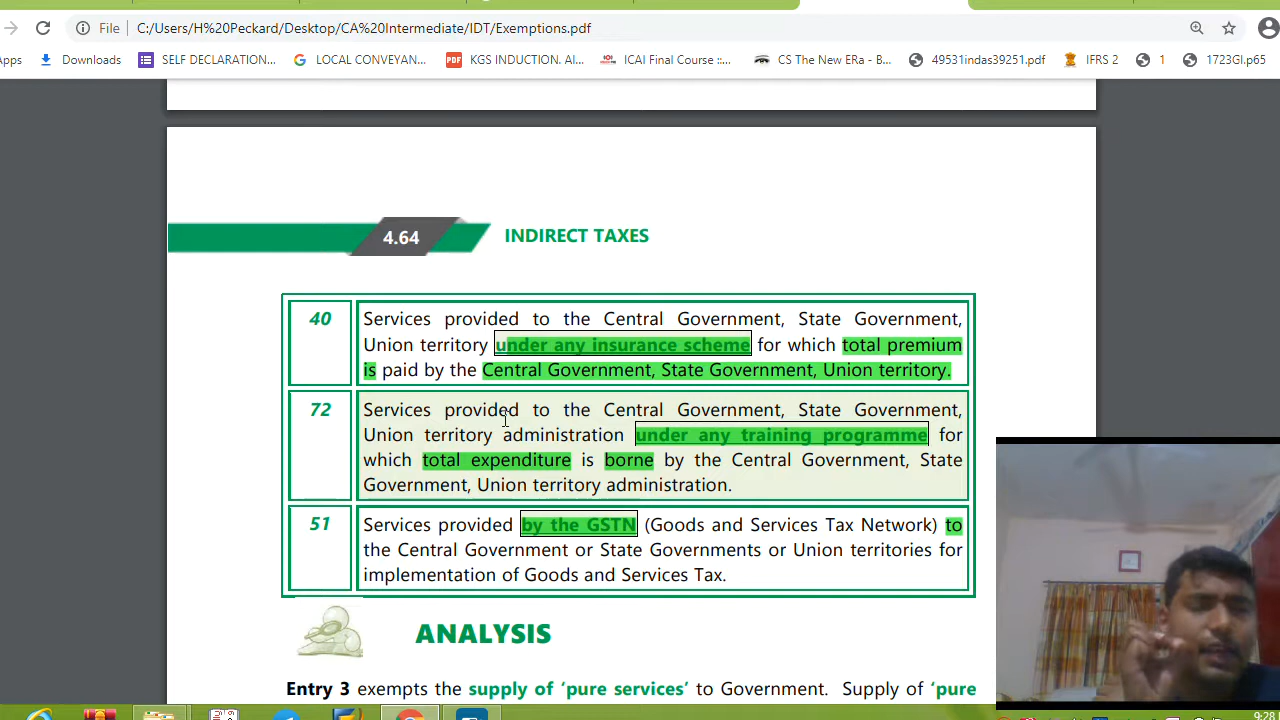 File
C:/Users/H%20Peckard/Desktop/CA%20Intermediate/IDT/Exemptions.pdf
Apps
Downloads
SELF DECLARATION...
LOCAL CONVEYAN...
KGS INDUCTION. AI...
ICAI Final Course ::...
CS The New ERa - B...
49531indas39251.pdf
IFRS 2
1
1723GI.p65
4.64
INDIRECT TAXES
40
Services provided to the Central Government, State Government,
Union territory under any insurance scheme for which total premium
is paid by the Central Government, State Government, Union territory.
72
Services provided to the Central Government, State Government,
Union territory administration under any training programme for
which total expenditure is borne by the Central Government, State
Government, Union territory administration.
51
Services provided by the GSTN (Goods and Services Tax Network) to
the Central Government or State Governments or Union territories for
implementation of Goods and Services Tax.
ANALYSIS
Entry 3 exempts the supply of ‘pure services’ to Government. Supply of ‘pure
9:28